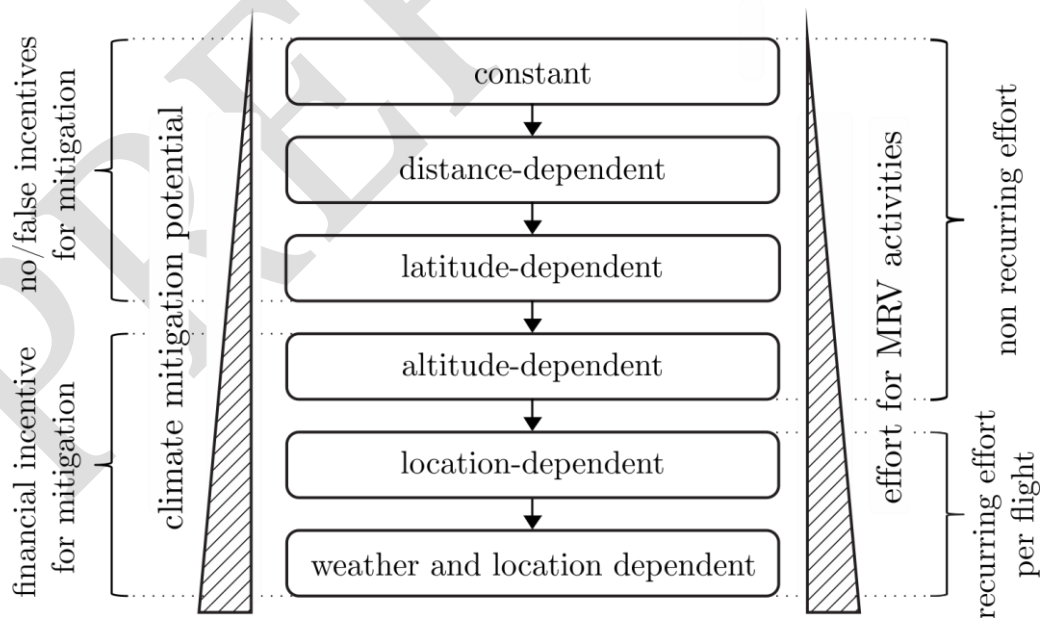 no/false incentives
for mitigation
financial incentive
for mitigation
climate mitigation potential
constant
distance-dependent
latitude-dependent
altitude-dependent
location-dependent
weather and location dependent
effort for MRV activities
non recurring effort
recurring effort
per flight